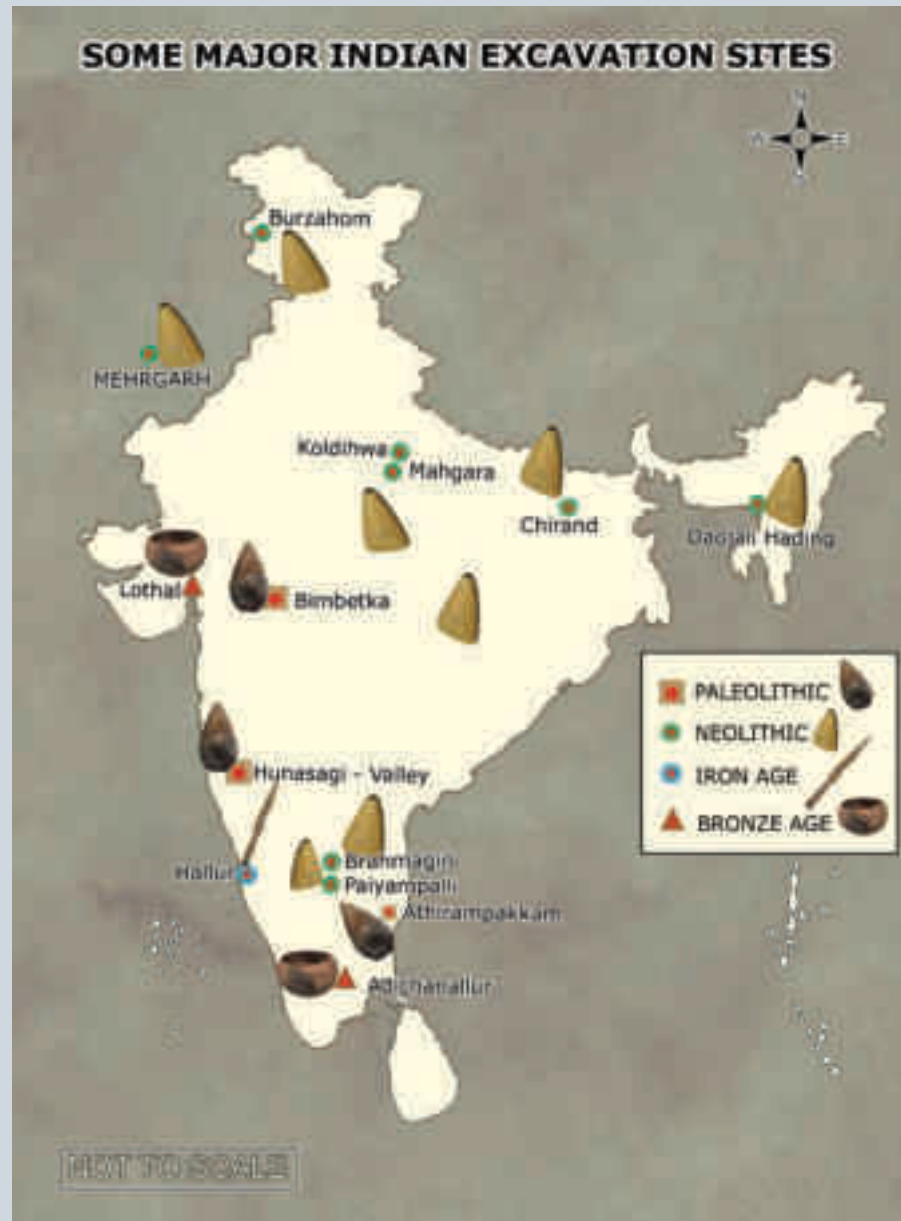 SOME MAJOR INDIAN EXCAVATION SITES
N
W E
S
Burzahom
MEHRGARH
Koldihwa
Mahgara
Chirand
Daojali Hading
Lothal
Bimbetka
PALEOLITHIC
NEOLITHIC
IRON AGE
BRONZE AGE
Hunasagi - Valley
Hallur
Paiyampalli
Athirampakkam
Adichanallur
NOT TO SCALE